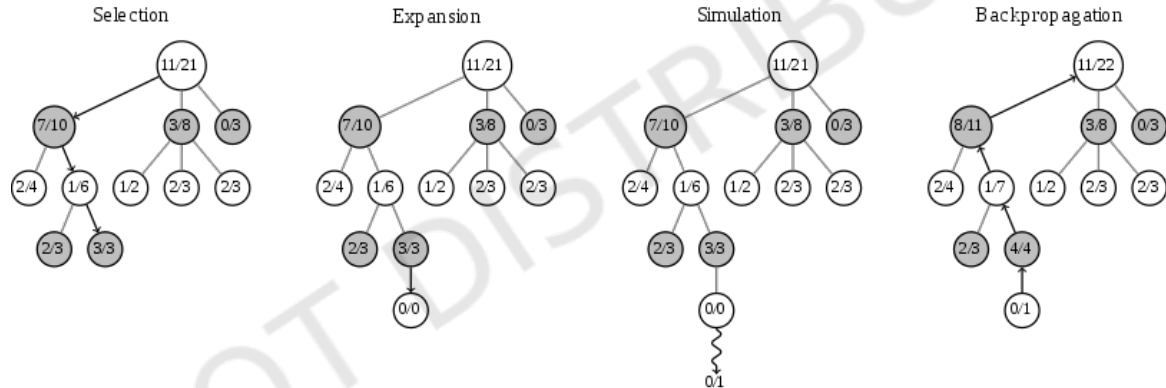 Selection Expansion Simulation Backpropagation
11/21 11/21 11/21 11/22
7/10 3/8 0/3 7/10 3/8 0/3 7/10 3/8 0/3 8/11 3/8 0/3
2/4 1/6 1/2 2/3 2/3 2/4 1/6 1/2 2/3 2/3 2/4 1/6 1/2 2/3 2/3 2/4 1/7 1/2 2/3 2/3
2/3 3/3 2/3 3/3 2/3 3/3 2/3 4/4
0/0 0/0 0/1
0/1
OT DISTRIB